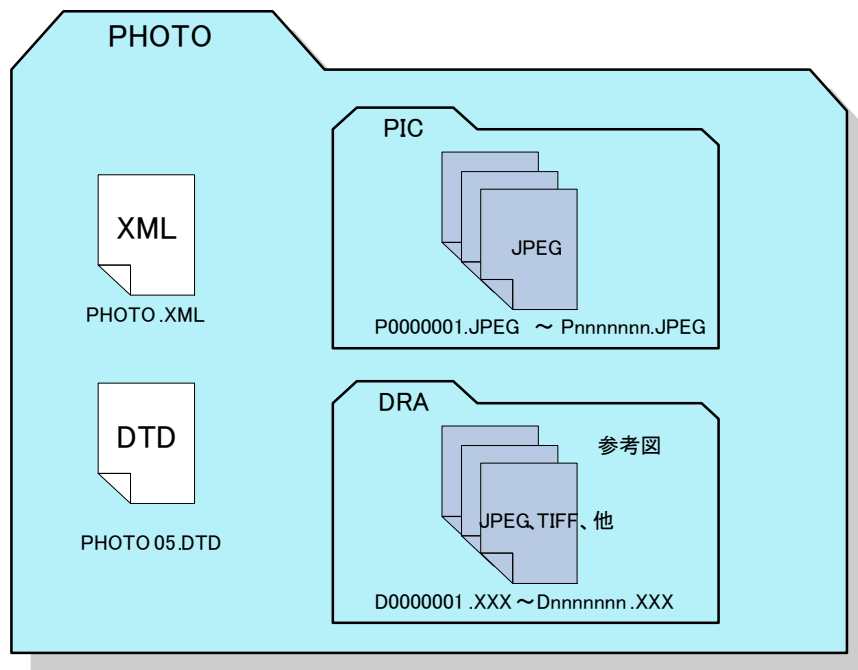 PHOTO
PIC
XML
JPEG
PHOTO.XML
P0000001.JPEG ～ Pnnnnnnn.JPEG
DRA
参考図
DTD
JPEG、TIFF、他
PHOTO05.DTD
D0000001.XXX～Dnnnnnnn.XXX